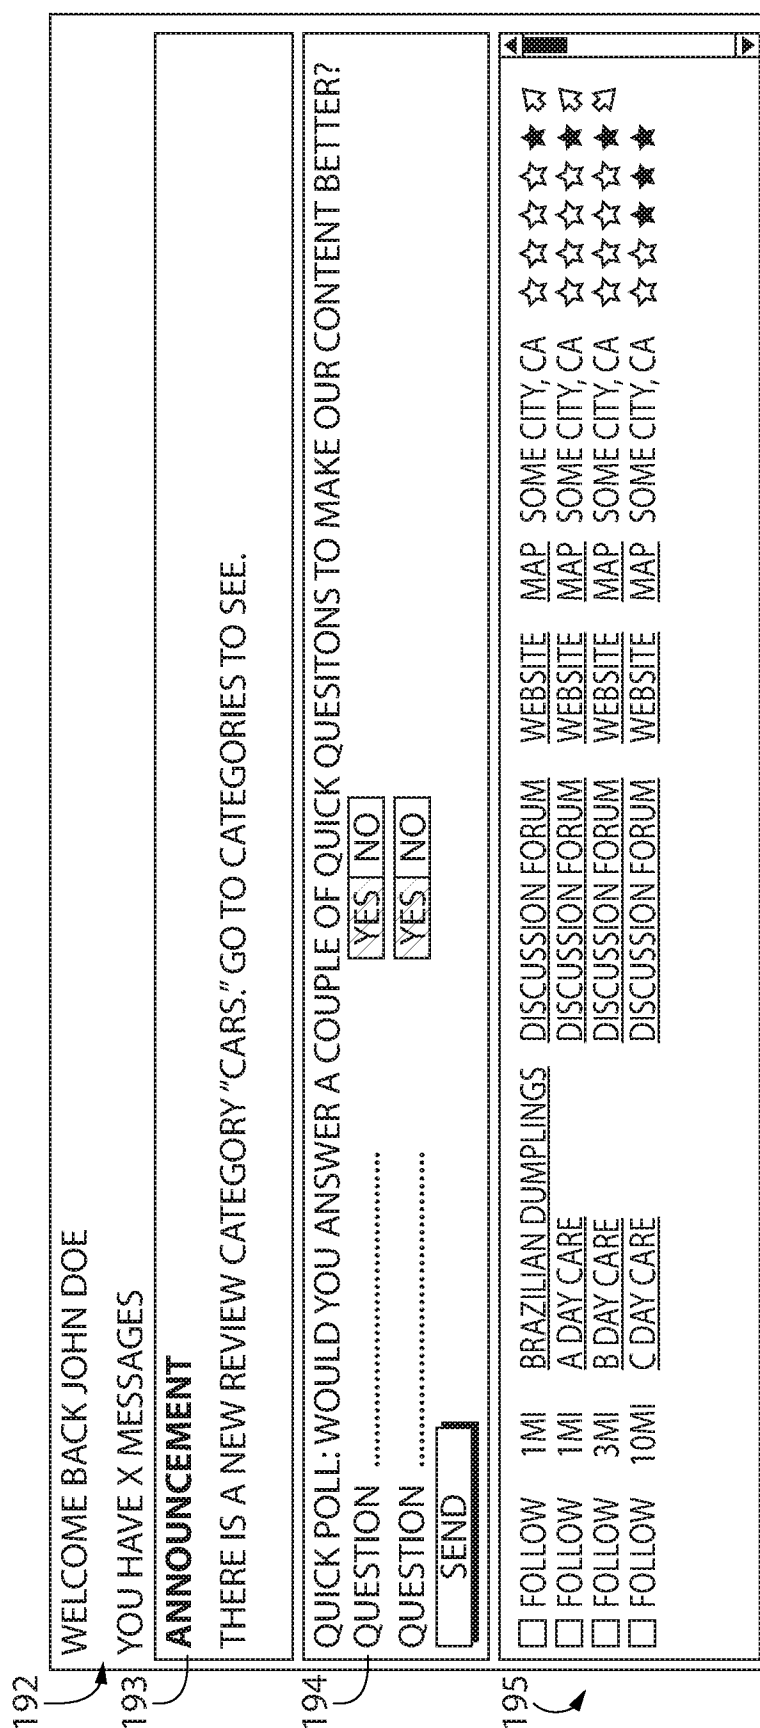 192
WELCOME BACK JOHN DOE
YOU HAVE X MESSAGES
193
ANNOUNCEMENT
THERE IS A NEW REVIEW CATEGORY "CARS." GO TO CATEGORIES TO SEE.
194
QUICK POLL: WOULD YOU ANSWER A COUPLE OF QUICK QUESITONS TO MAKE OUR CONTENT BETTER?
QUESTION ........................................ YES NO
QUESTION ........................................ YES NO
SEND
195
FOLLOW 1MI BRAZILIAN DUMPLINGS DISCUSSION FORUM WEBSITE MAP SOME CITY, CA
FOLLOW 1MI A DAY CARE DISCUSSION FORUM WEBSITE MAP SOME CITY, CA
FOLLOW 3MI B DAY CARE DISCUSSION FORUM WEBSITE MAP SOME CITY, CA
FOLLOW 10MI C DAY CARE DISCUSSION FORUM WEBSITE MAP SOME CITY, CA